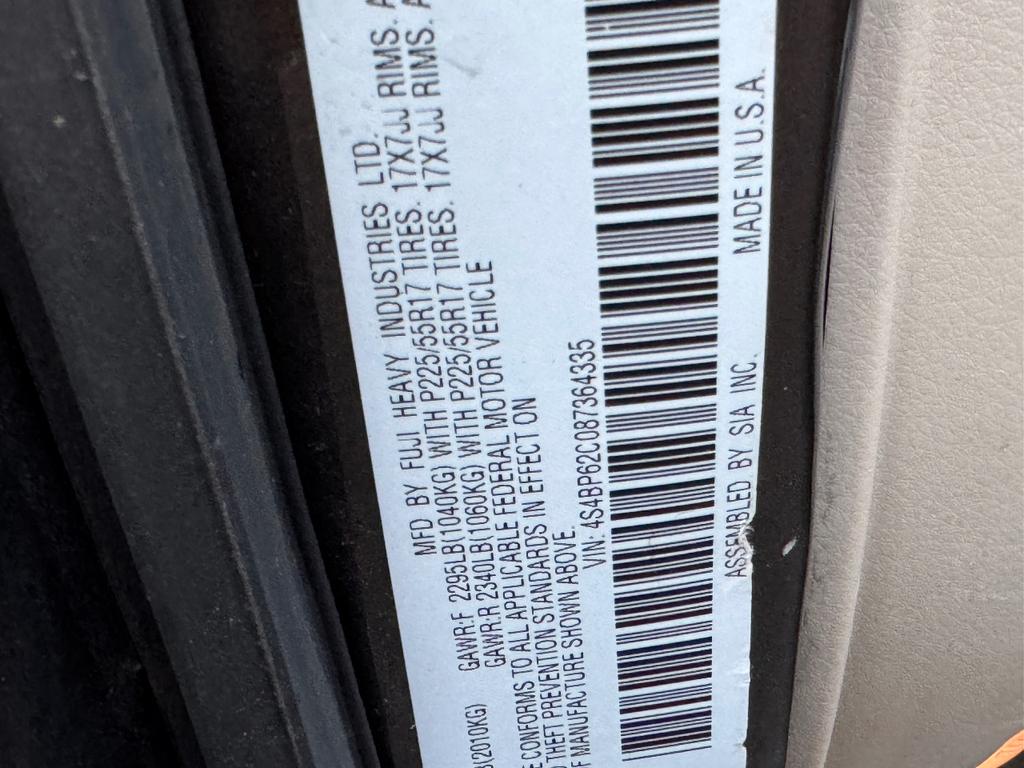 MFD BY FUJI HEAVY INDUSTRIES LTD.
(2010KG) GAWR:F 2295LB(1040KG) WITH P225/55R17 TIRES. 17X7JJ RIMS. A
GAWR:R 2340LB(1060KG) WITH P225/55R17 TIRES. 17X7JJ RIMS. A
CONFORMS TO ALL APPLICABLE FEDERAL MOTOR VEHICLE
THEFT PREVENTION STANDARDS IN EFFECT ON
MANUFACTURE SHOWN ABOVE.
VIN: 4S4BP62C087364335
ASSEMBLED BY SIA INC. MADE IN U.S.A.